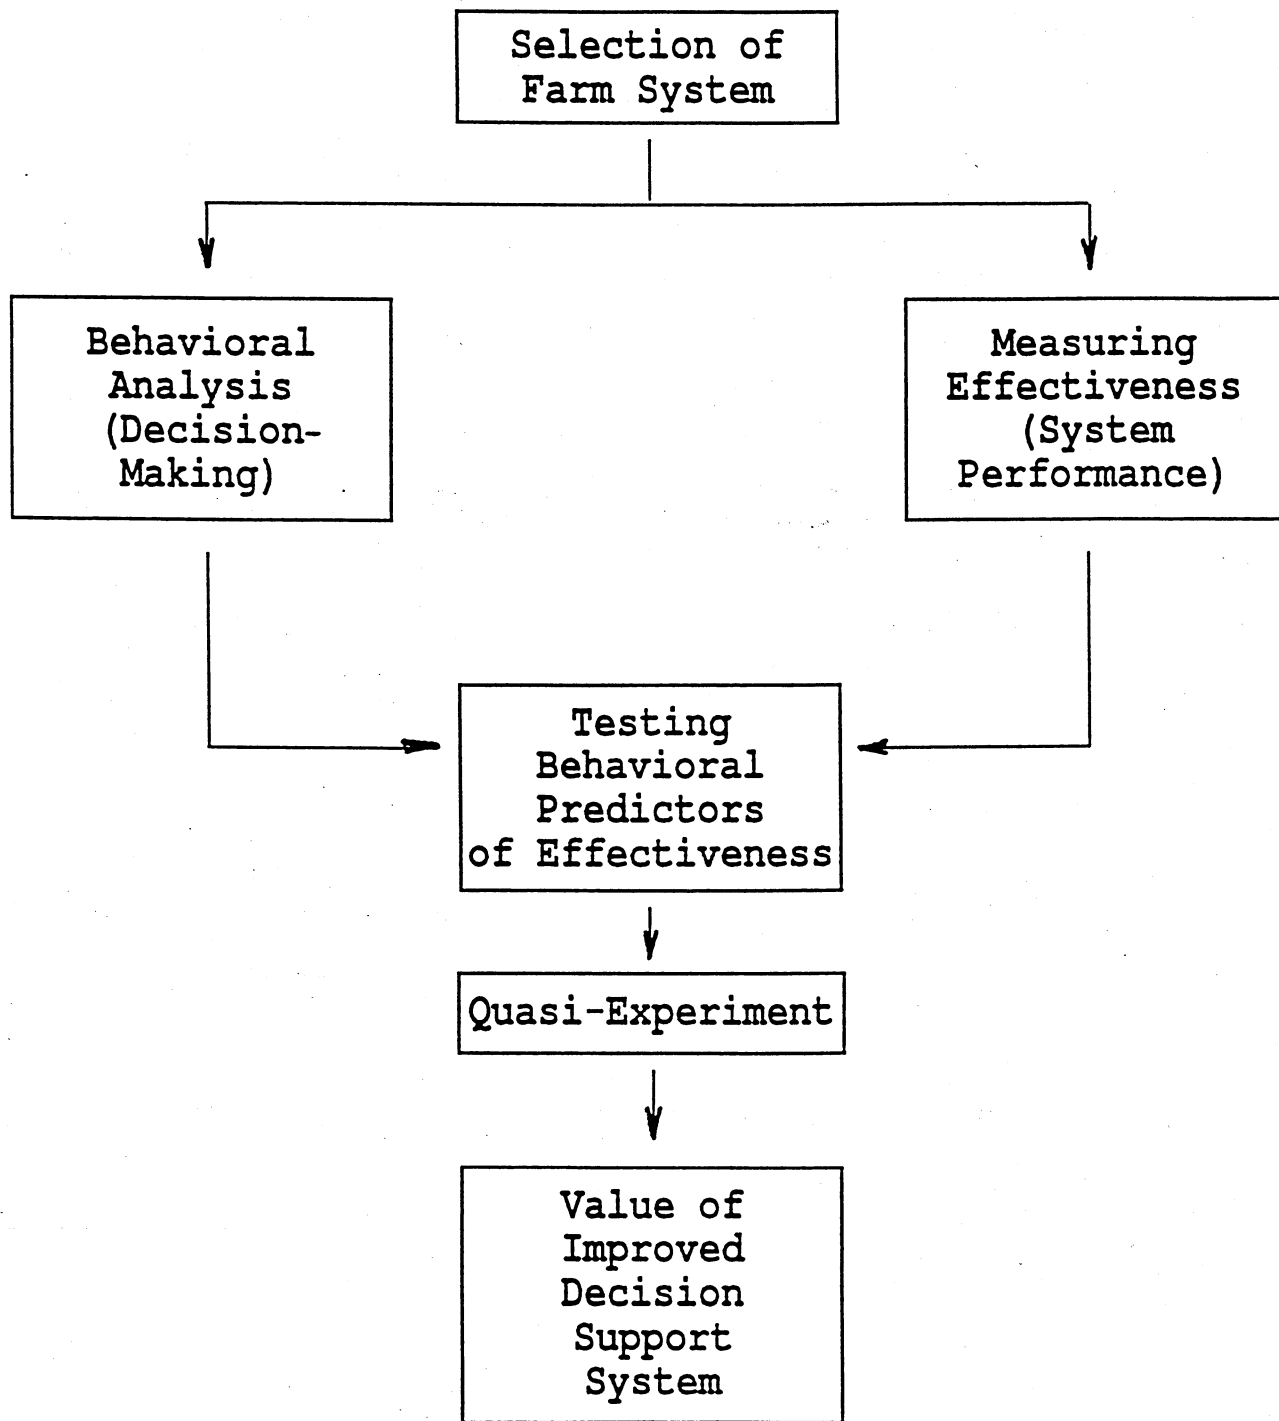 Selection of
Farm System
Behavioral
Analysis
(Decision-
Making)
Measuring
Effectiveness
(System
Performance)
Testing
Behavioral
Predictors
of Effectiveness
Quasi-Experiment
Value of
Improved
Decision
Support
System